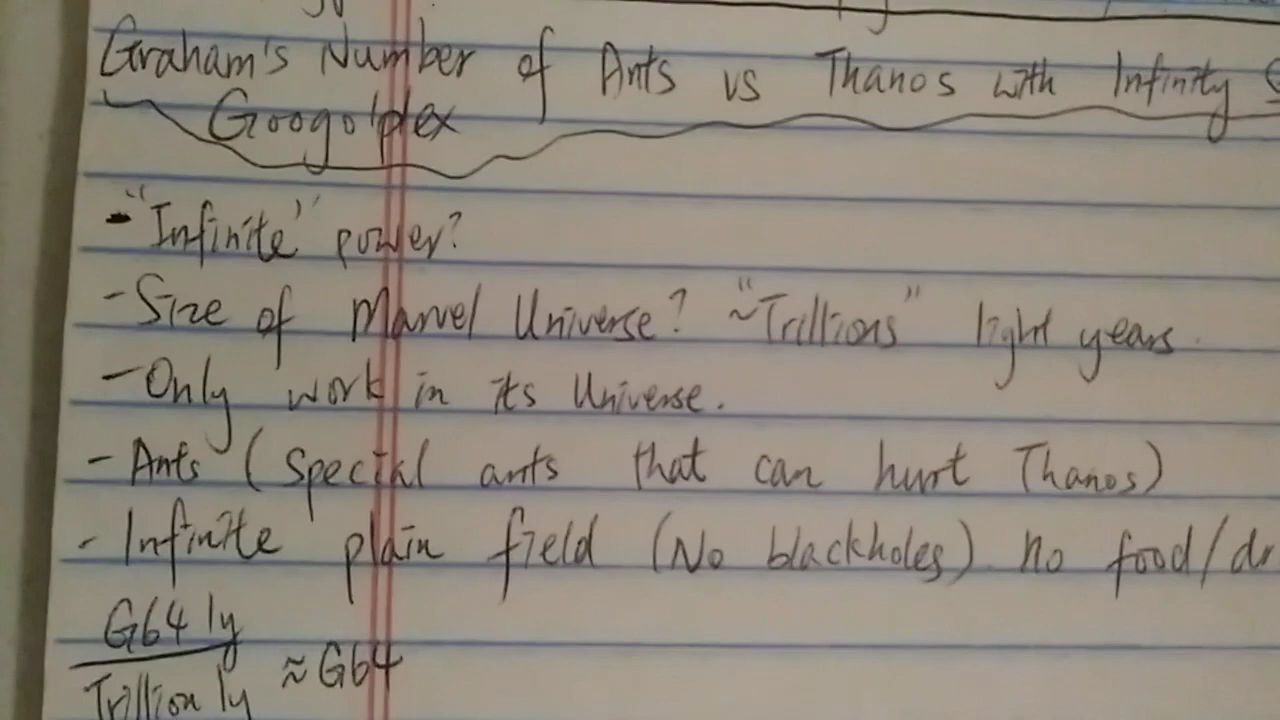 Graham's Number of Ants vs Thanos with Infinity
Googolplex
- "Infinite" power?
- Size of Marvel Universe? ~"Trillions" light years.
- Only work in its Universe.
- Ants (Special ants that can hurt Thanos)
- Infinite plain field (No blackholes) no food/dr
G64 ly
Trillion ly
≈ G64